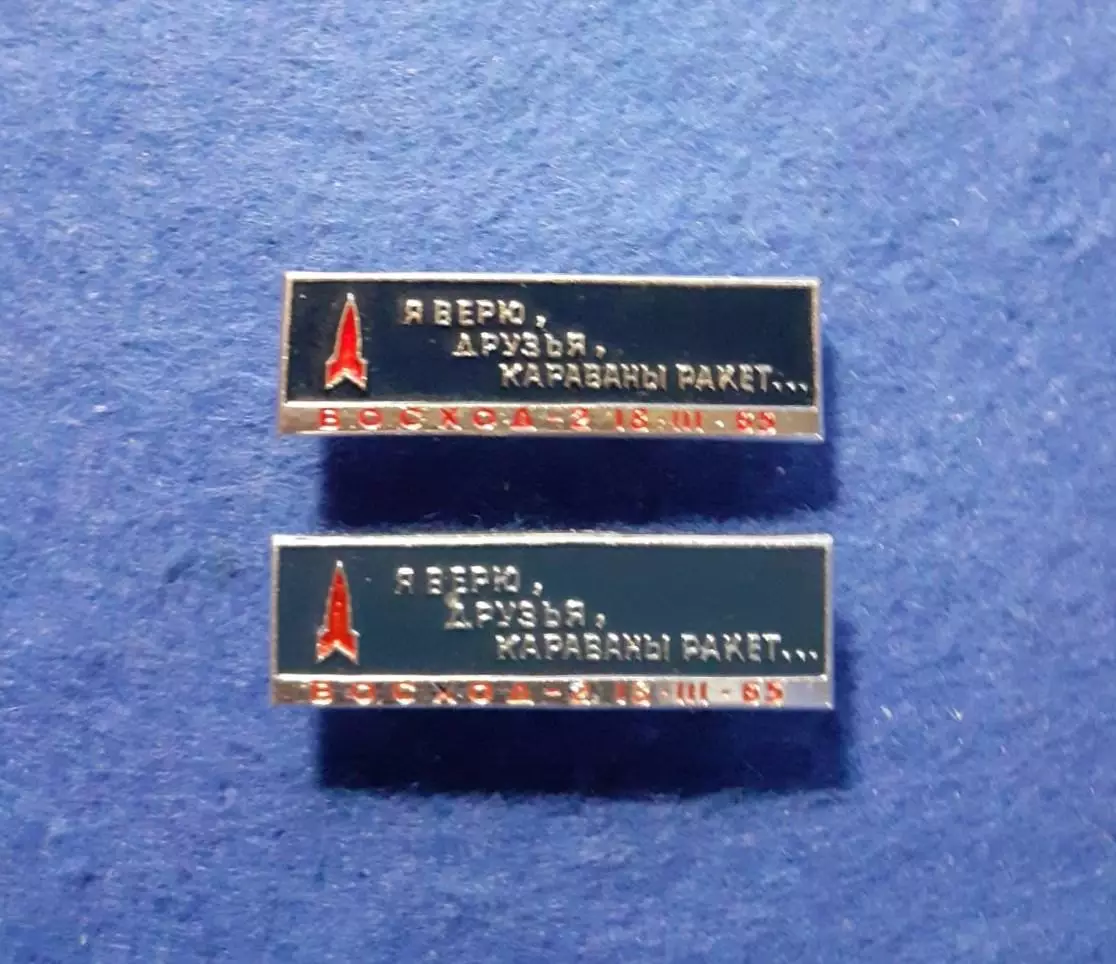 Я ВЕРЮ,
ДРУЗЬЯ,
КАРАВАНЫ РАКЕТ...
ВОСХОД-2 18·III·65
Я ВЕРЮ,
ДРУЗЬЯ,
КАРАВАНЫ РАКЕТ...
ВОСХОД-2 18·III·65